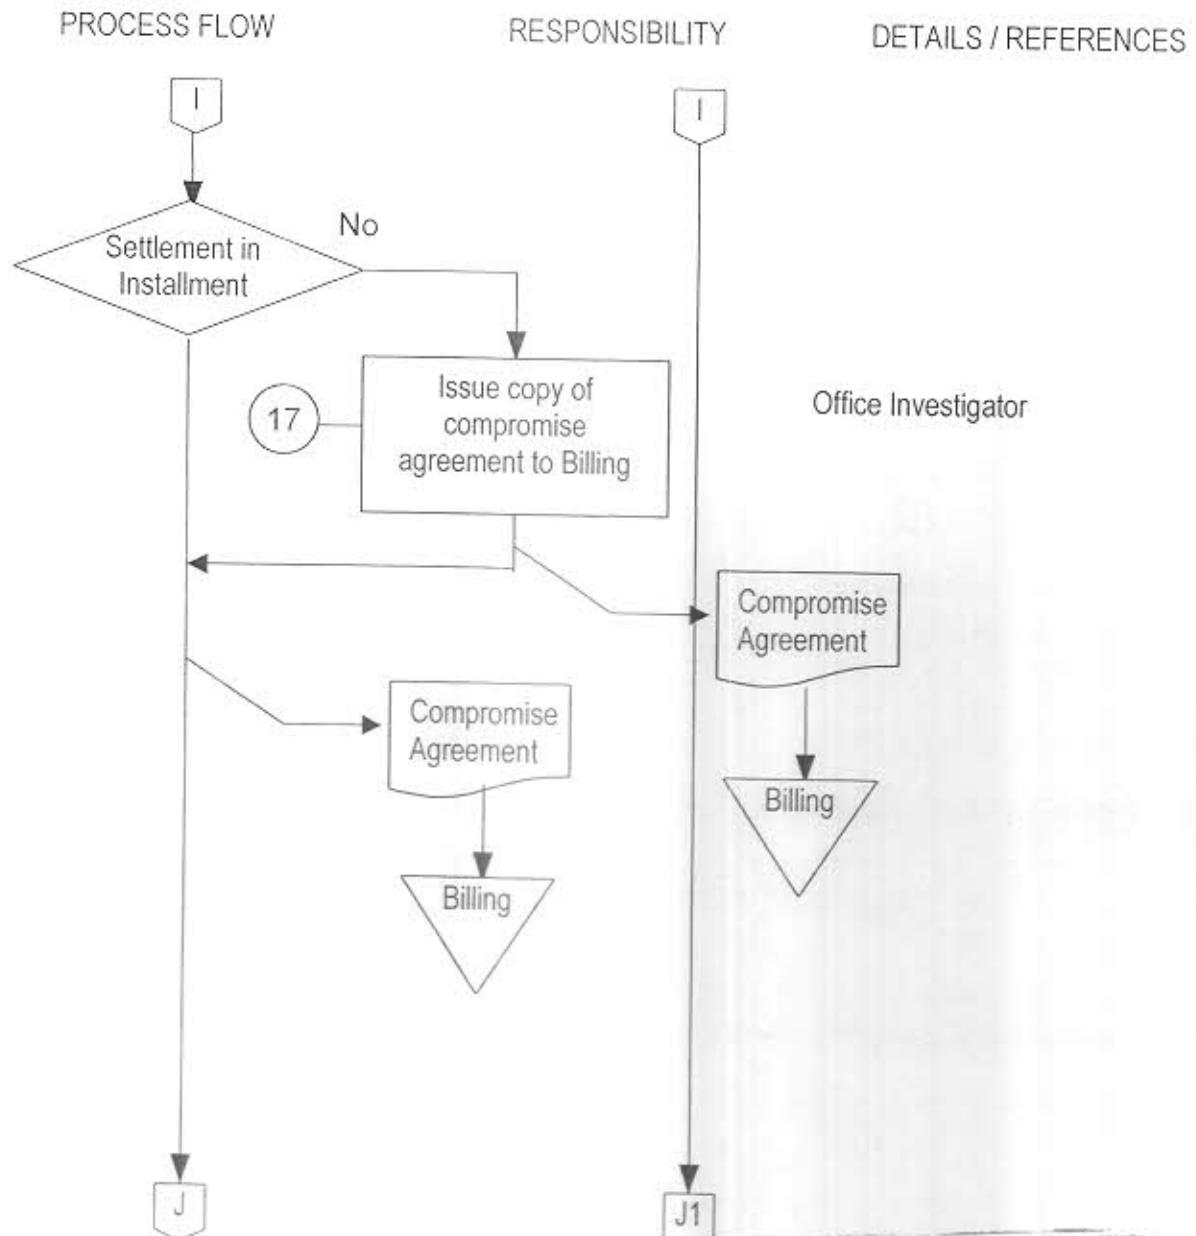 PROCESS FLOW
RESPONSIBILITY
DETAILS / REFERENCES
I
I
No
Settlement in
Installment
17
Issue copy of
compromise
agreement to Billing
Office Investigator
Compromise
Agreement
Compromise
Agreement
Billing
Billing
J
J1